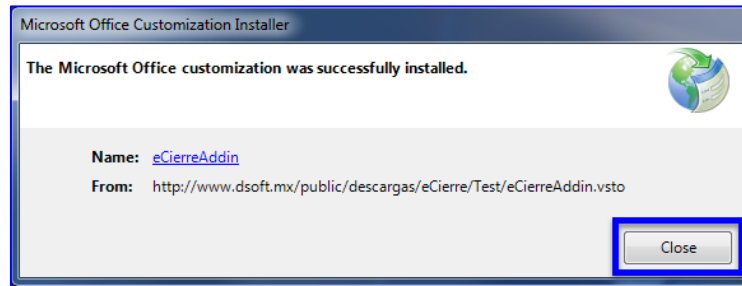 Microsoft Office Customization Installer
The Microsoft Office customization was successfully installed.
Name: eCierreAddin
From: http://www.dsoft.mx/public/descargas/eCierre/Test/eCierreAddin.vsto
Close